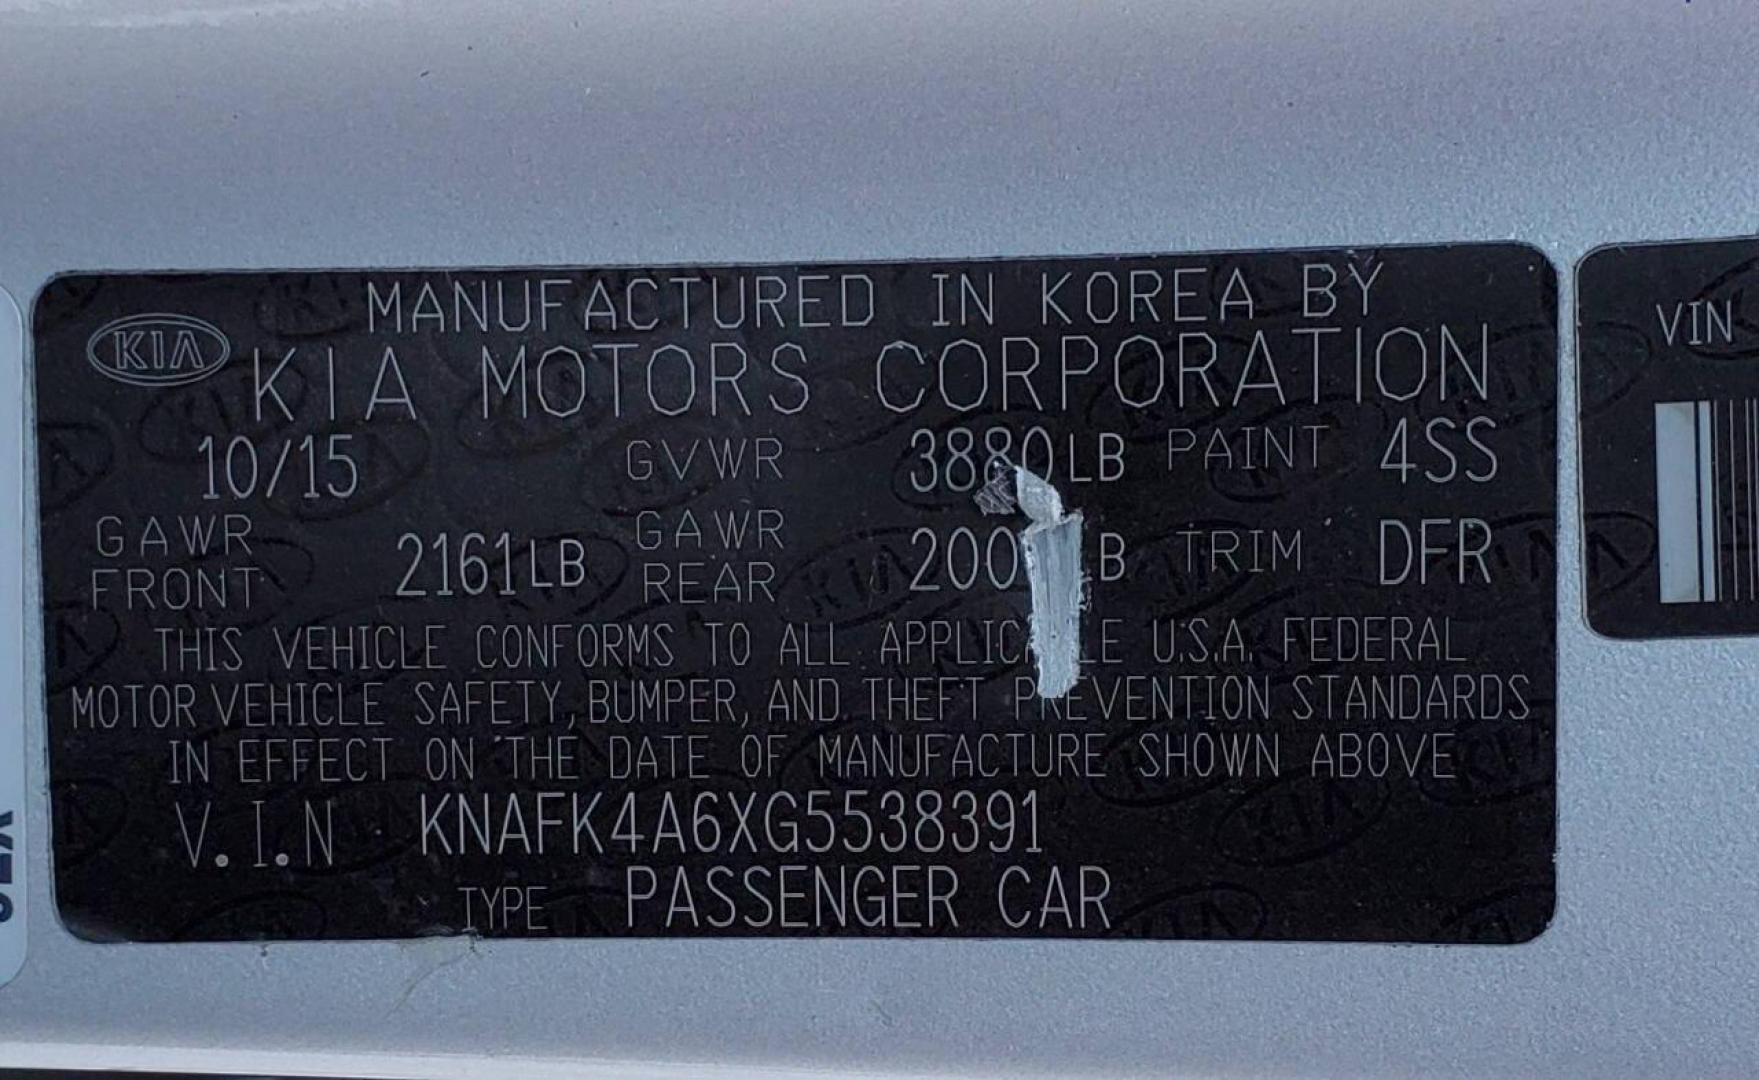 MANUFACTURED IN KOREA BY
KIA KIA MOTORS CORPORATION
10/15 GVWR 3880LB PAINT 4SS
GAWR FRONT 2161LB GAWR REAR TRIM DFR
THIS VEHICLE CONFORMS TO ALL U.S.A. FEDERAL
MOTOR VEHICLE SAFETY, BUMPER, AND THEFT PREVENTION STANDARDS
IN EFFECT ON THE DATE OF MANUFACTURE SHOWN ABOVE
V.I.N KNAFK4A6XG5538391
TYPE PASSENGER CAR
VIN